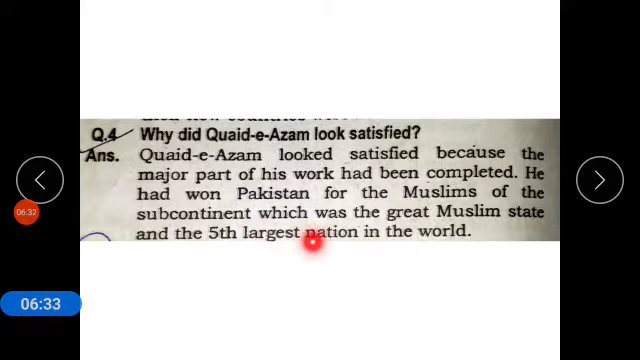 Q.4 Why did Quaid-e-Azam look satisfied?
Ans. Quaid-e-Azam looked satisfied because the
major part of his work had been completed. He
had won Pakistan for the Muslims of the
subcontinent which was the great Muslim state
and the 5th largest nation in the world.
06:32
06:33